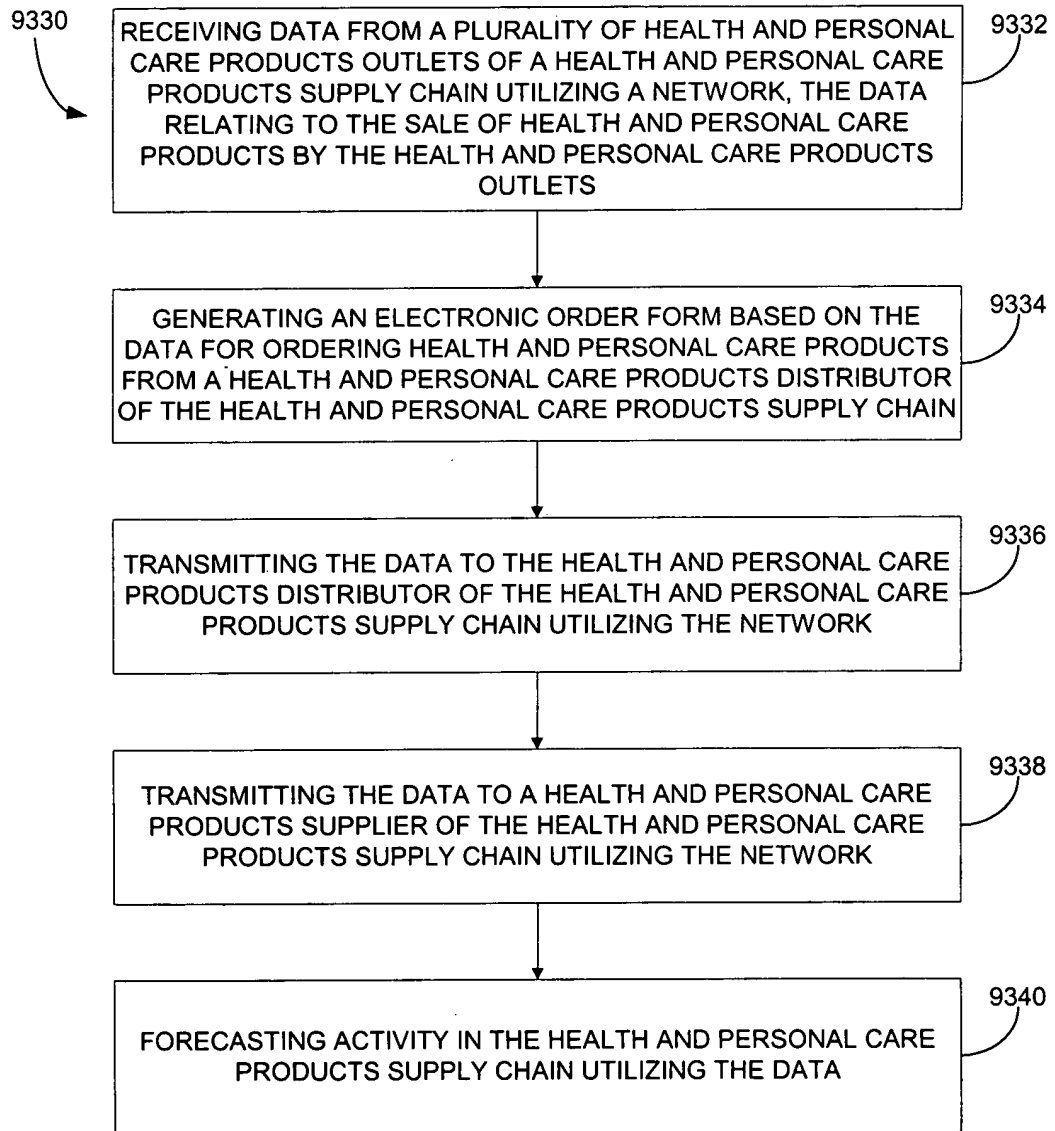 9330
RECEIVING DATA FROM A PLURALITY OF HEALTH AND PERSONAL
CARE PRODUCTS OUTLETS OF A HEALTH AND PERSONAL CARE
PRODUCTS SUPPLY CHAIN UTILIZING A NETWORK, THE DATA
RELATING TO THE SALE OF HEALTH AND PERSONAL CARE
PRODUCTS BY THE HEALTH AND PERSONAL CARE PRODUCTS
OUTLETS
9332
GENERATING AN ELECTRONIC ORDER FORM BASED ON THE
DATA FOR ORDERING HEALTH AND PERSONAL CARE PRODUCTS
FROM A HEALTH AND PERSONAL CARE PRODUCTS DISTRIBUTOR
OF THE HEALTH AND PERSONAL CARE PRODUCTS SUPPLY CHAIN
9334
TRANSMITTING THE DATA TO THE HEALTH AND PERSONAL CARE
PRODUCTS DISTRIBUTOR OF THE HEALTH AND PERSONAL CARE
PRODUCTS SUPPLY CHAIN UTILIZING THE NETWORK
9336
TRANSMITTING THE DATA TO A HEALTH AND PERSONAL CARE
PRODUCTS SUPPLIER OF THE HEALTH AND PERSONAL CARE
PRODUCTS SUPPLY CHAIN UTILIZING THE NETWORK
9338
FORECASTING ACTIVITY IN THE HEALTH AND PERSONAL CARE
PRODUCTS SUPPLY CHAIN UTILIZING THE DATA
9340